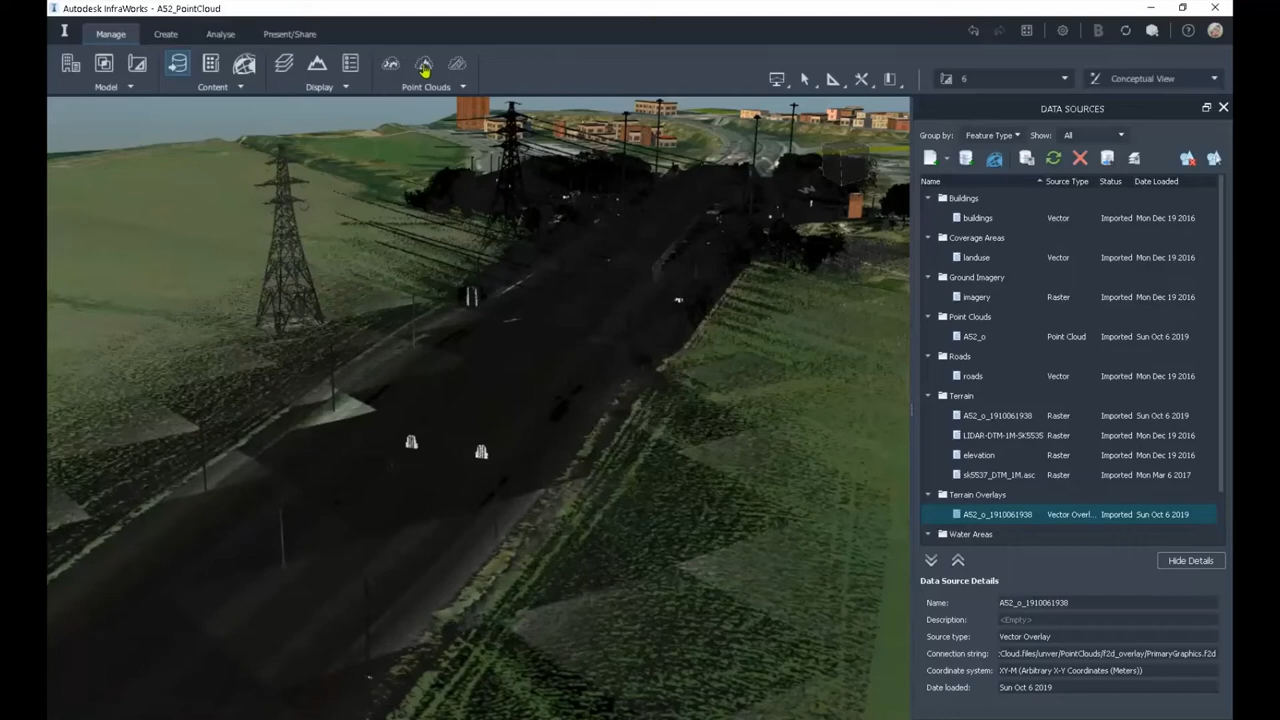 Autodesk InfraWorks - A52_PointCloud
Manage Create Analyse Present/Share
Model Content Display Point Clouds
6 Conceptual View
DATA SOURCES
Group by: Feature Type Show: All
Name Source Type Status Date Loaded
Buildings
buildings Vector Imported Mon Dec 19 2016
Coverage Areas
landuse Vector Imported Mon Dec 19 2016
Ground Imagery
imagery Raster Imported Mon Dec 19 2016
Point Clouds
A52_o Point Cloud Imported Sun Oct 6 2019
Roads
roads Vector Imported Mon Dec 19 2016
Terrain
A52_o_1910061938 Raster Imported Sun Oct 6 2019
LIDAR-DTM-1M-SK5535 Raster Imported Mon Dec 19 2016
elevation Raster Imported Mon Dec 19 2016
sk5537_DTM_1M.asc Raster Imported Mon Mar 6 2017
Terrain Overlays
A52_o_1910061938 Vector Overl... Imported Sun Oct 6 2019
Water Areas
Hide Details
Data Source Details
Name: A52_o_1910061938
Description: <Empty>
Source type: Vector Overlay
Connection string: :Cloud.files/unver/PointClouds/f2d_overlay/PrimaryGraphics.f2d
Coordinate system: XY-M (Arbitrary X-Y Coordinates (Meters))
Date loaded: Sun Oct 6 2019